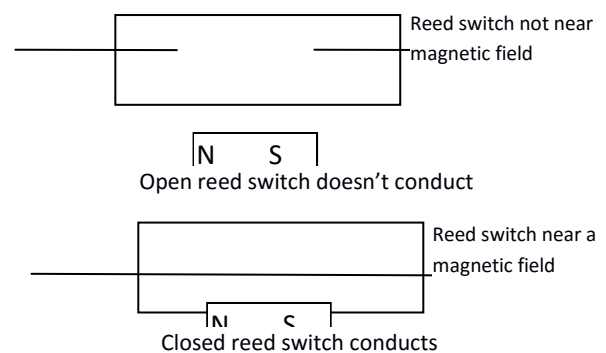 Reed switch not near
magnetic field
N S
Open reed switch doesn't conduct
Reed switch near a
magnetic field
N S
Closed reed switch conducts